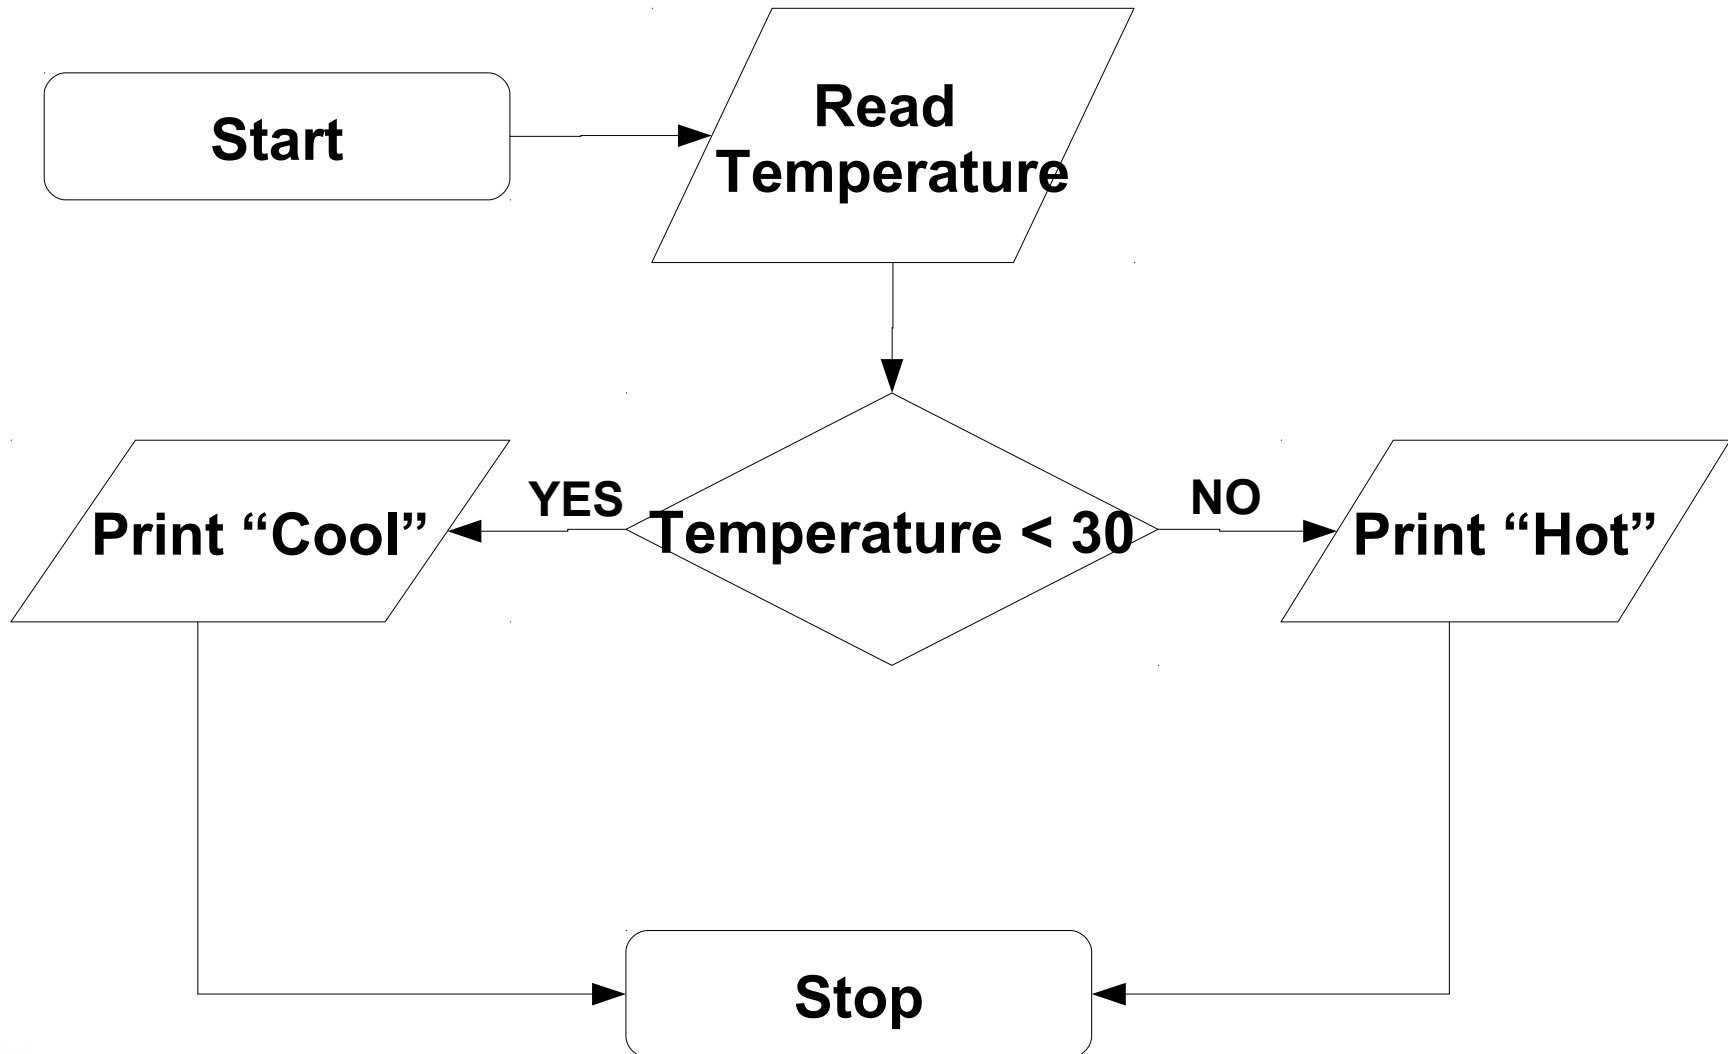 Start
Read
Temperature
YES
NO
Print “Cool”
Temperature < 30
Print “Hot”
Stop